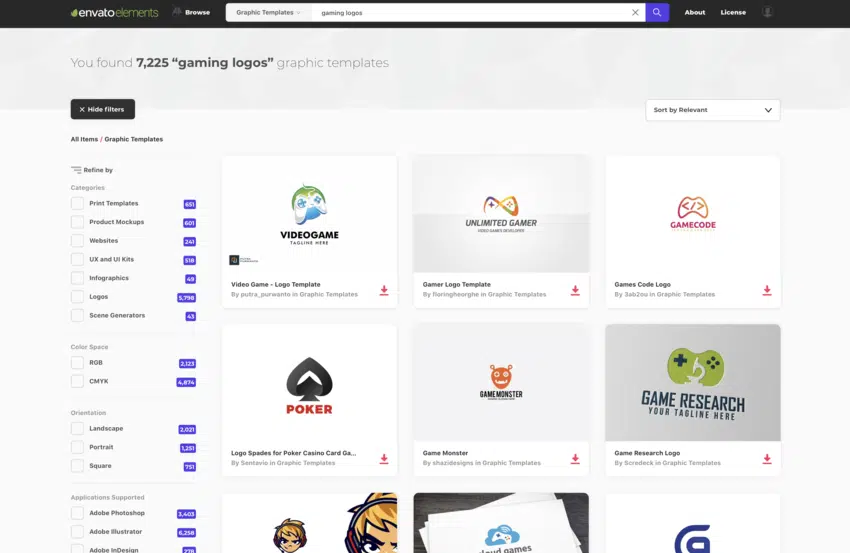 envato elements
Browse
Graphic Templates
gaming logos
About
License
You found 7,225 “gaming logos” graphic templates
Hide filters
Sort by Relevant
All Items / Graphic Templates
Refine by
Categories
Print Templates 651
Product Mockups 601
Websites 241
UX and UI Kits 518
Infographics 49
Logos 5,798
Scene Generators 43
Color Space
RGB 2,123
CMYK 4,874
Orientation
Landscape 2,021
Portrait 1,251
Square 751
Applications Supported
Adobe Photoshop 3,403
Adobe Illustrator 6,258
Adobe InDesign 278
VIDEOGAME
TAGLINE HERE
Video Game - Logo Template
By putra_purwanto in Graphic Templates
UNLIMITED GAMER
VIDEO GAMES DEVELOPER
Gamer Logo Template
By floringheorghe in Graphic Templates
GAMECODE
Games Code Logo
By 3ab2ou in Graphic Templates
POKER
Logo Spades for Poker Casino Card Ga...
By Sentavio in Graphic Templates
GAME MONSTER
Game Monster
By shazidesigns in Graphic Templates
GAME RESEARCH
YOUR TAGLINE HERE
Game Research Logo
By Scredeck in Graphic Templates
cloud games